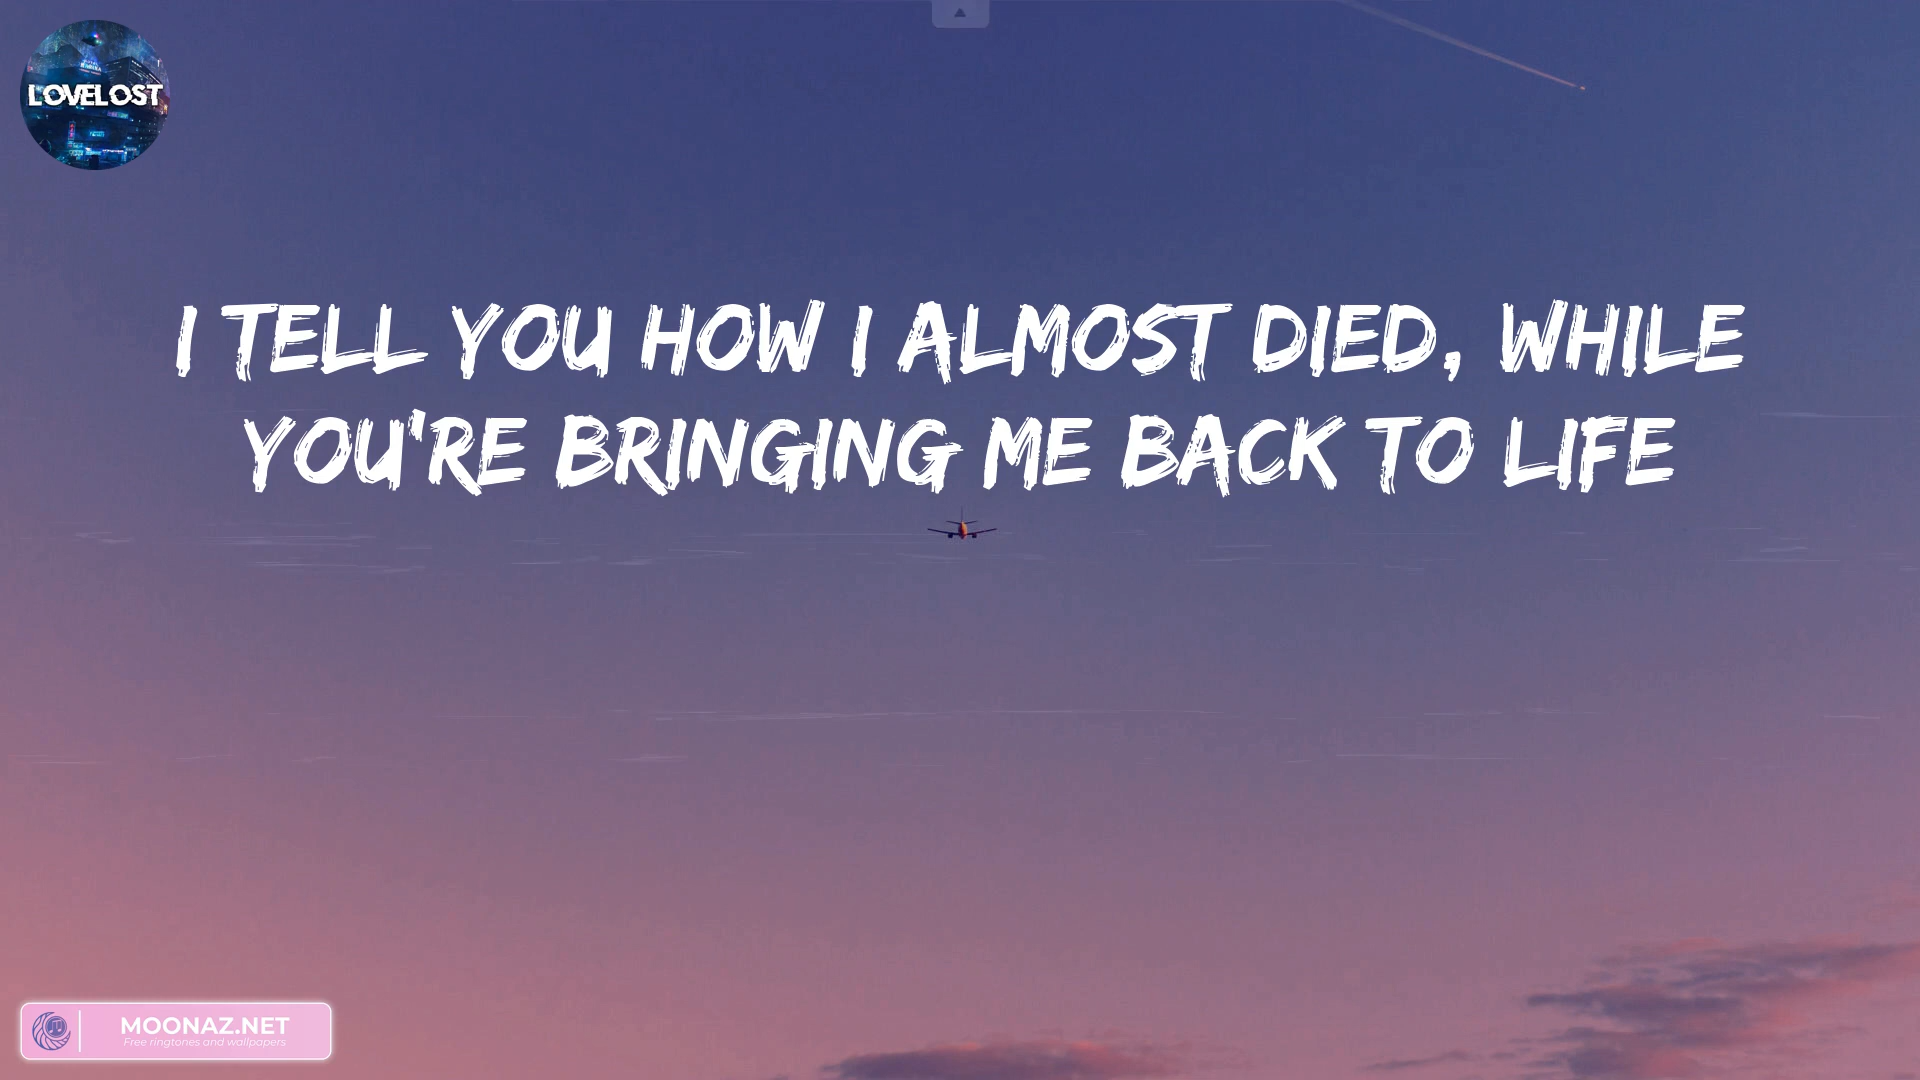 LOVELOST
I TELL YOU HOW I ALMOST DIED, WHILE
YOU'RE BRINGING ME BACK TO LIFE
MOONAZ.NET
Free ringtones and wallpapers